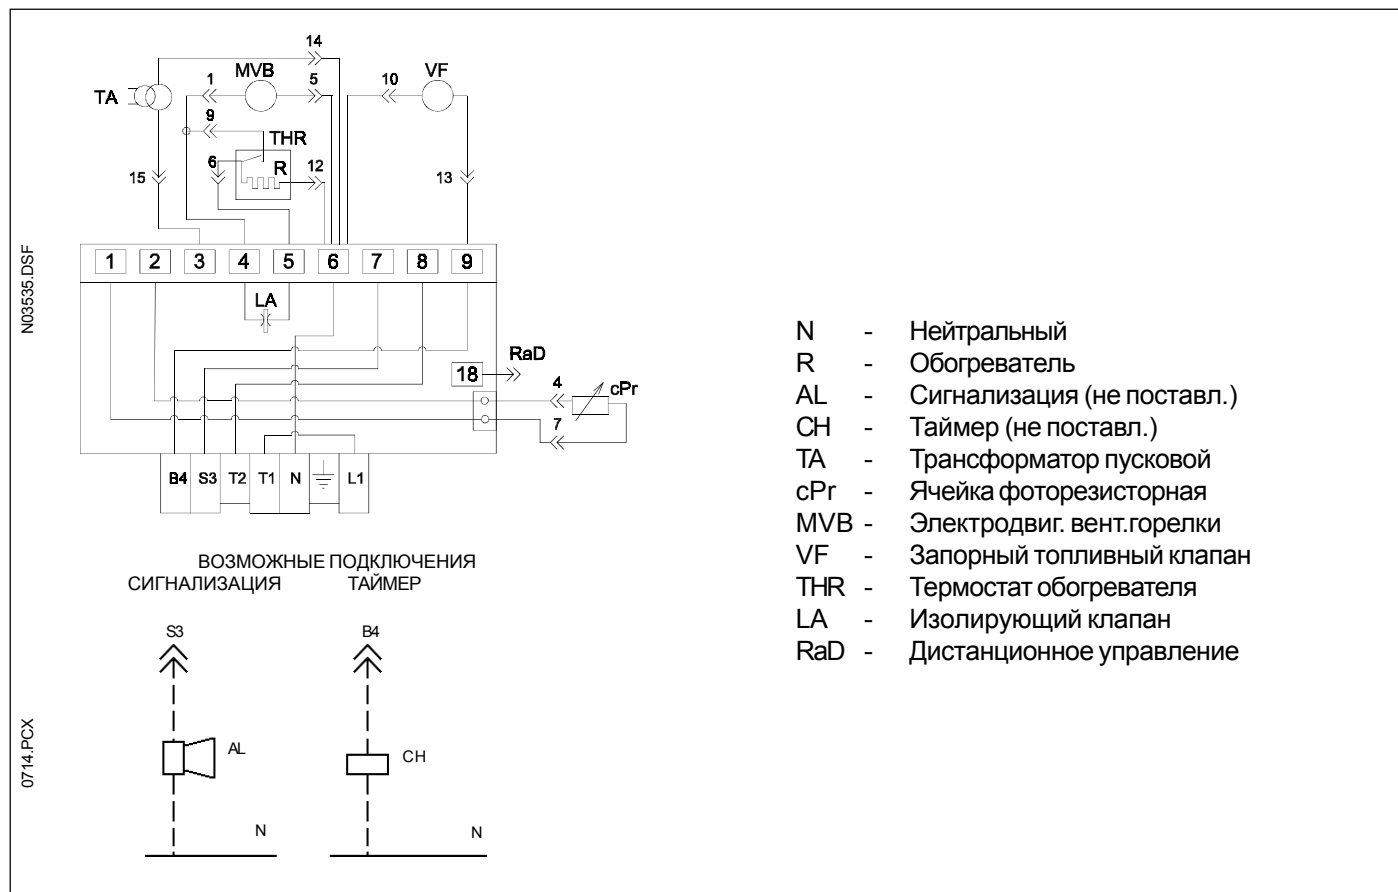 14
MVB
VF
1
5
10
TA
9
THR
6
R
12
15
13
1 2 3 4 5 6 7 8 9
LA
RaD
18
4
cPr
7
B4 S3 T2 T1 N L1
N03535.DSF
ВОЗМОЖНЫЕ ПОДКЛЮЧЕНИЯ
СИГНАЛИЗАЦИЯ ТАЙМЕР
S3 B4
AL
CH
N N
0714.PCX
N - Нейтральный
R - Обогреватель
AL - Сигнализация (не поставл.)
CH - Таймер (не поставл.)
TA - Трансформатор пусковой
cPr - Ячейка фоторезисторная
MVB - Электродвиг. вент.горелки
VF - Запорный топливный клапан
THR - Термостат обогревателя
LA - Изолирующий клапан
RaD - Дистанционное управление